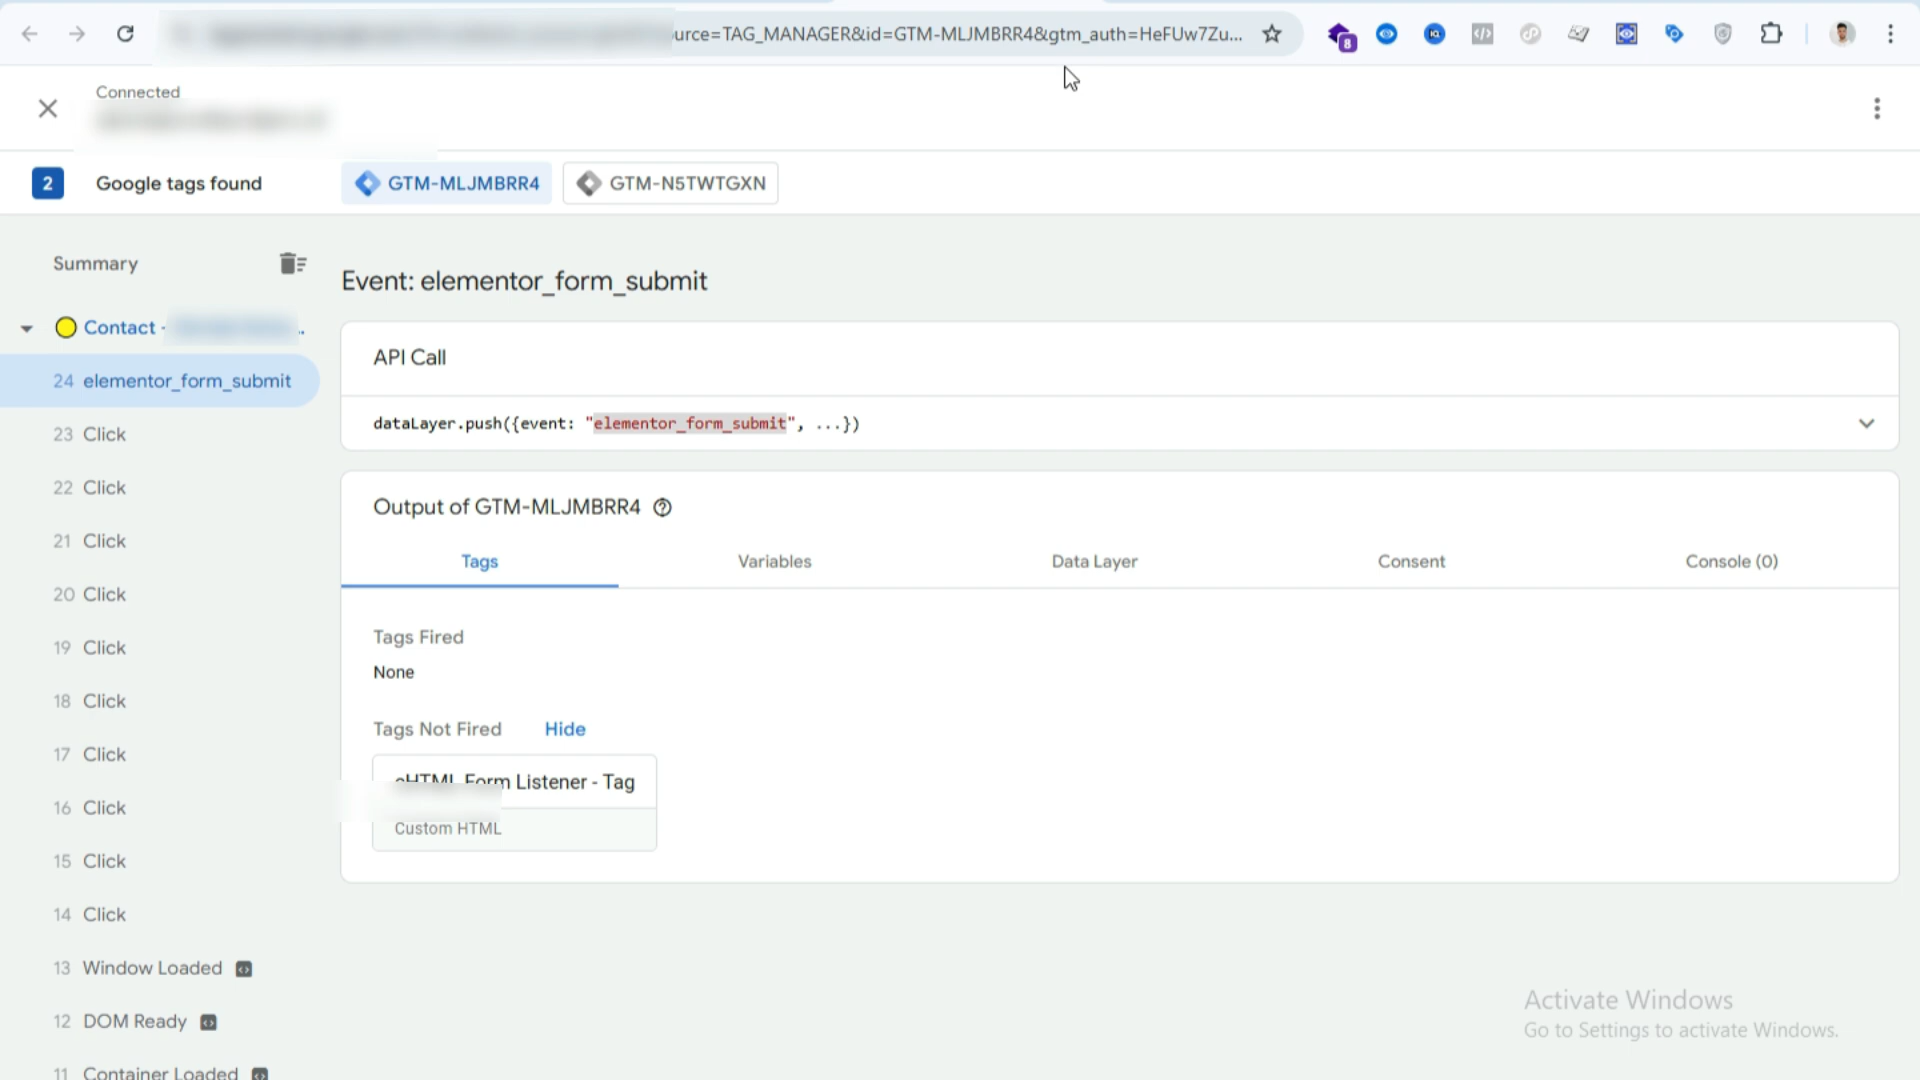 urce=TAG_MANAGER&id=GTM-MLJMBRR4&gtm_auth=HeFUw7Zu...
8
Connected
2 Google tags found GTM-MLJMBRR4 GTM-N5TWTGXN
Summary
Contact - ..
24 elementor_form_submit
23 Click
22 Click
21 Click
20 Click
19 Click
18 Click
17 Click
16 Click
15 Click
14 Click
13 Window Loaded
12 DOM Ready
11 Container Loaded
Event: elementor_form_submit
API Call
dataLayer.push({event: "elementor_form_submit", ...})
Output of GTM-MLJMBRR4
Tags Variables Data Layer Consent Console (0)
Tags Fired
None
Tags Not Fired Hide
cHTML Form Listener - Tag
Custom HTML
Activate Windows
Go to Settings to activate Windows.